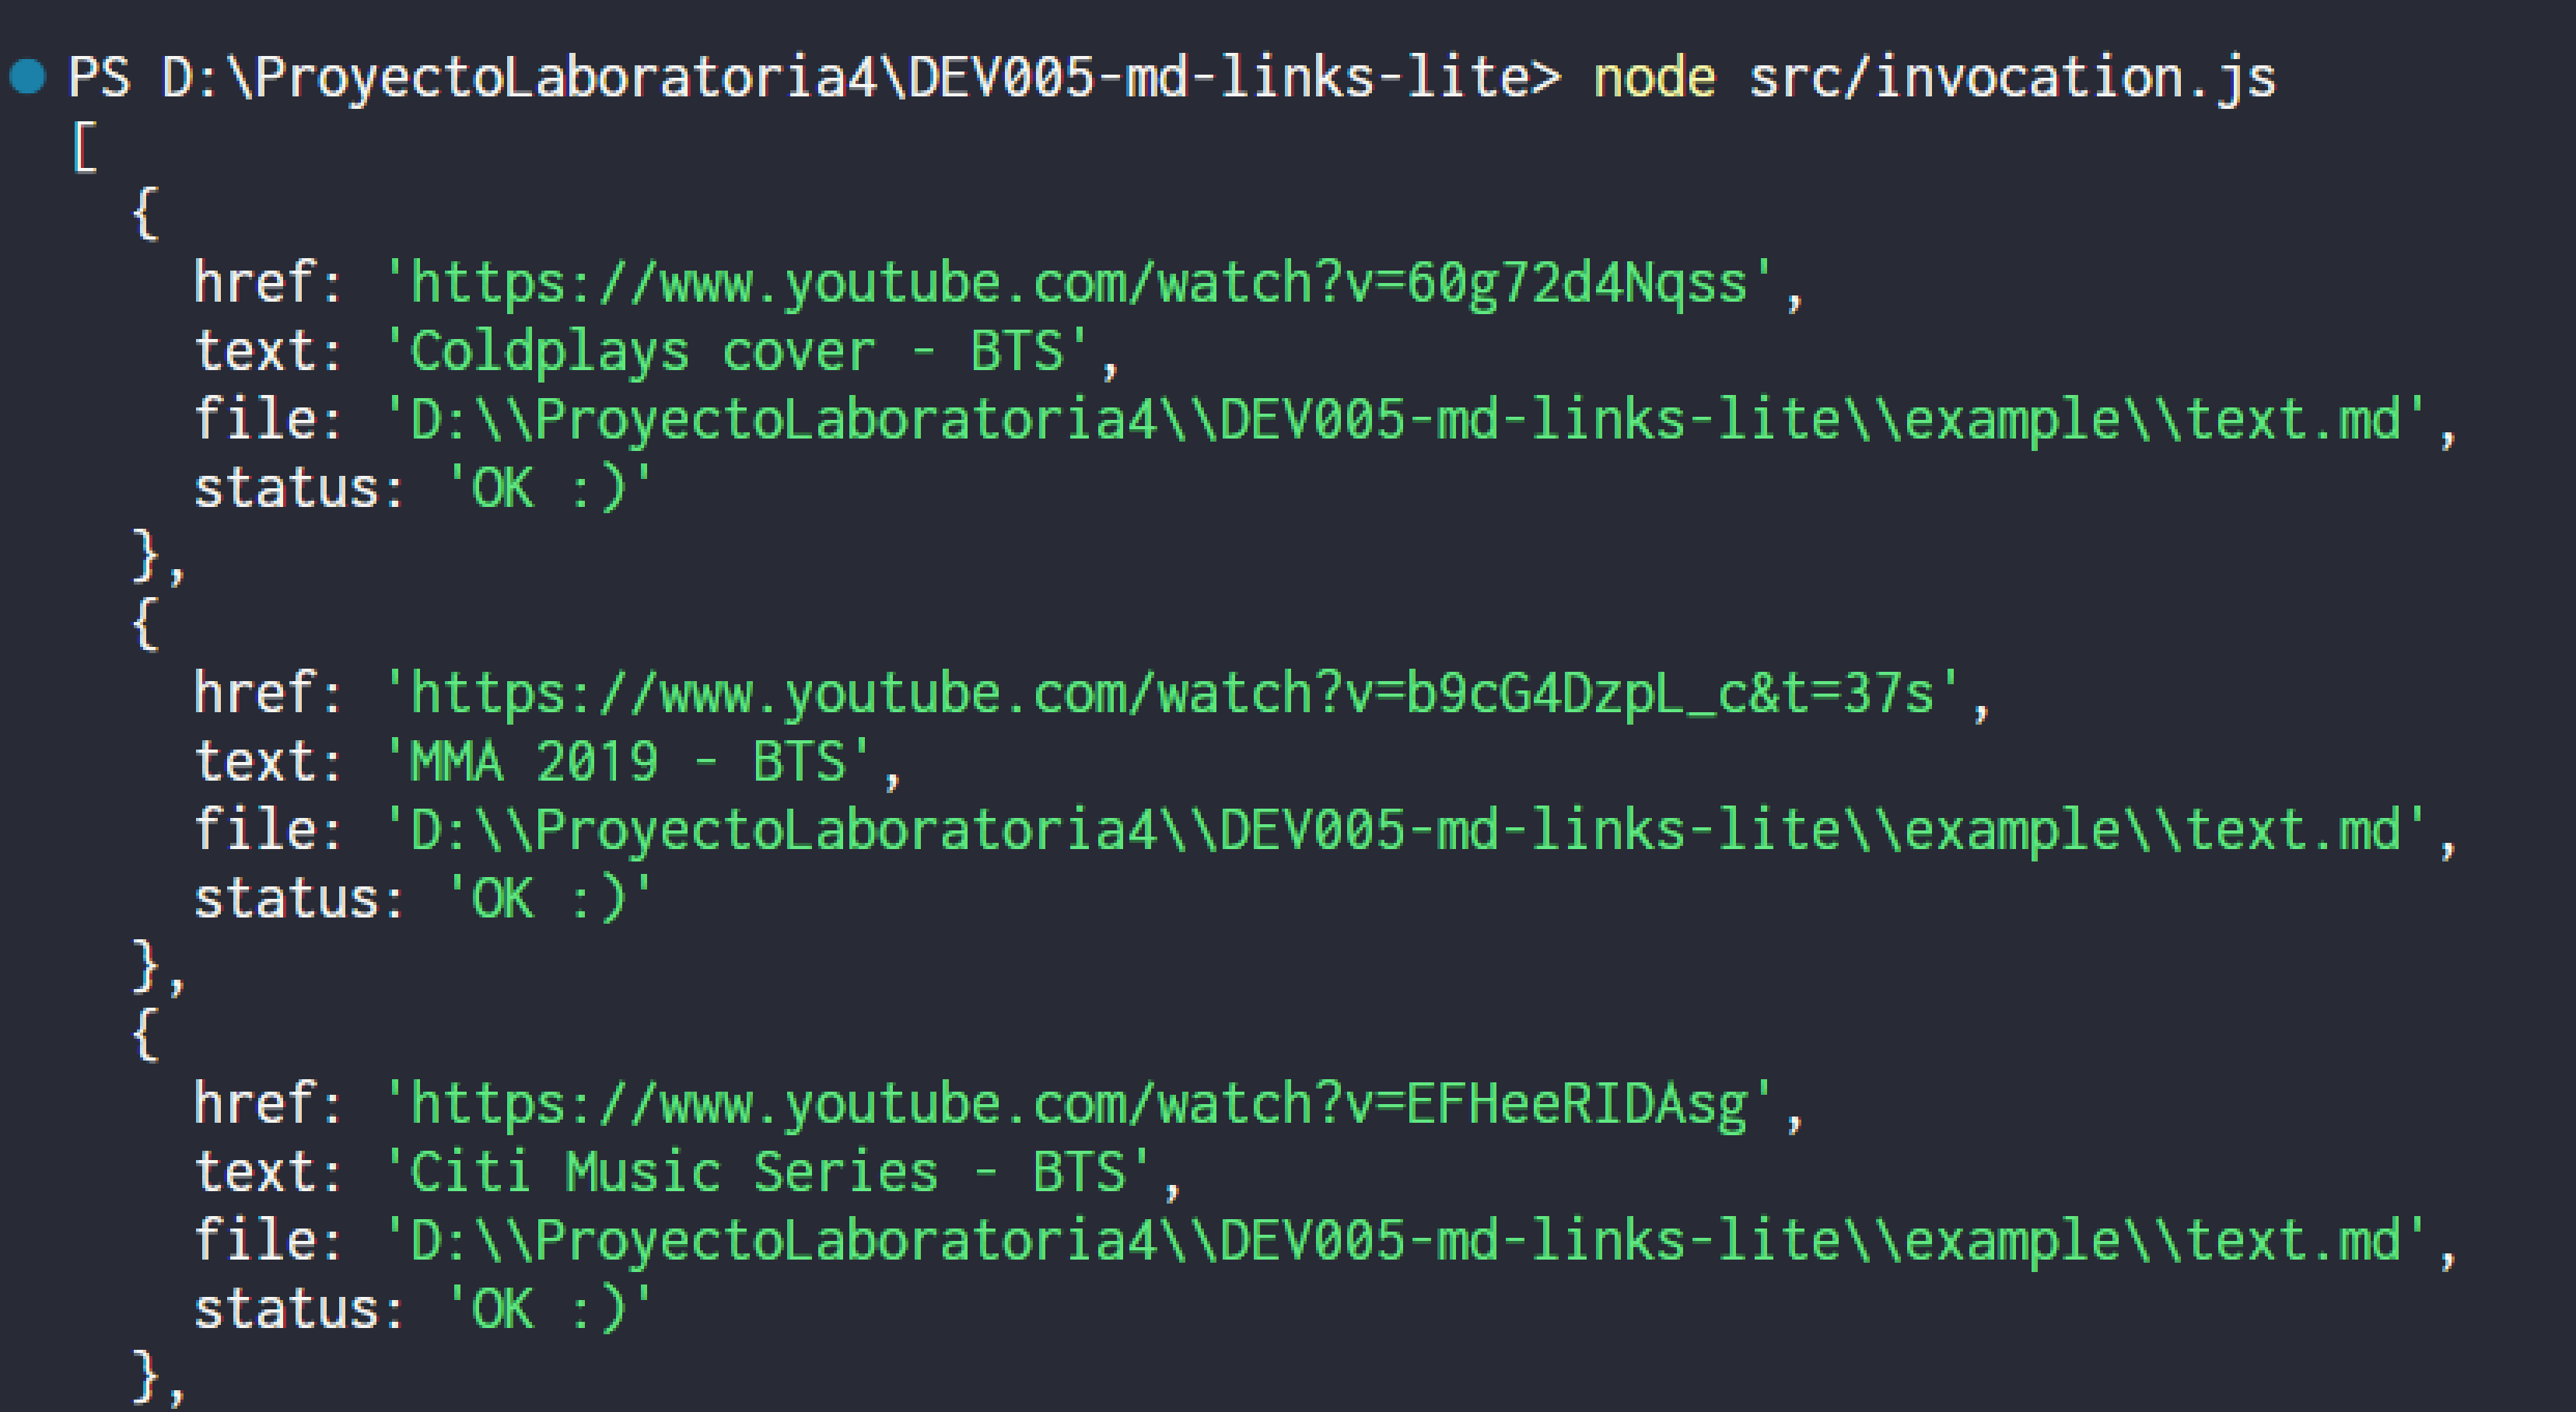 PS D:\ProyectoLaboratoria4\DEV005-md-links-lite> node src/invocation.js
[
  {
    href: 'https://www.youtube.com/watch?v=60g72d4Nqss',
    text: 'Coldplays cover - BTS',
    file: 'D:\\ProyectoLaboratoria4\\DEV005-md-links-lite\\example\\text.md',
    status: 'OK :)'
  },
  {
    href: 'https://www.youtube.com/watch?v=b9cG4DzpL_c&t=37s',
    text: 'MMA 2019 - BTS',
    file: 'D:\\ProyectoLaboratoria4\\DEV005-md-links-lite\\example\\text.md',
    status: 'OK :)'
  },
  {
    href: 'https://www.youtube.com/watch?v=EFHeeRIDAsg',
    text: 'Citi Music Series - BTS',
    file: 'D:\\ProyectoLaboratoria4\\DEV005-md-links-lite\\example\\text.md',
    status: 'OK :)'
  },